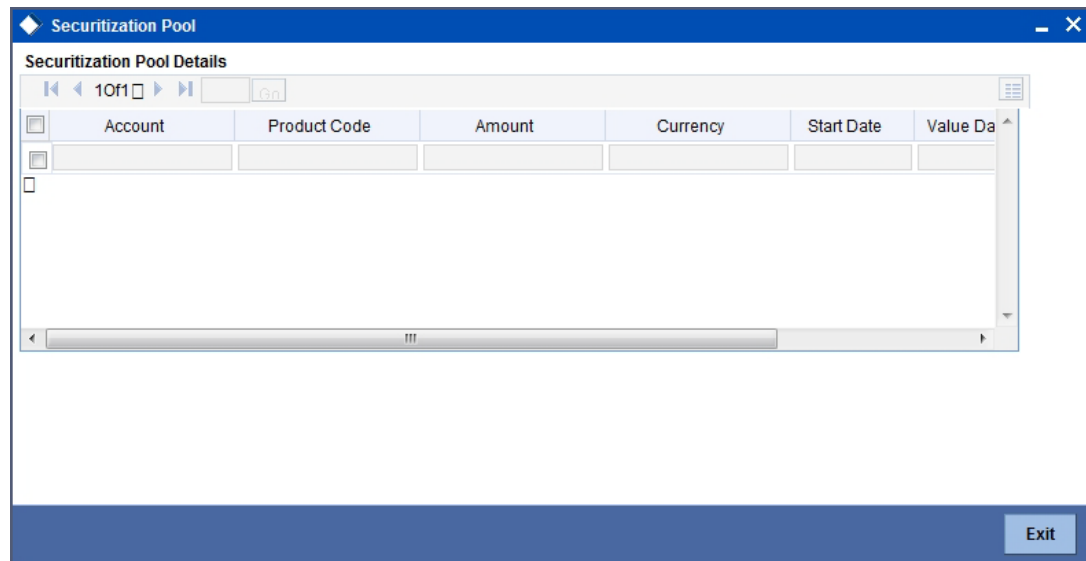 Securitization Pool
Securitization Pool Details
1Of1 Go
Account Product Code Amount Currency Start Date Value Da
Exit